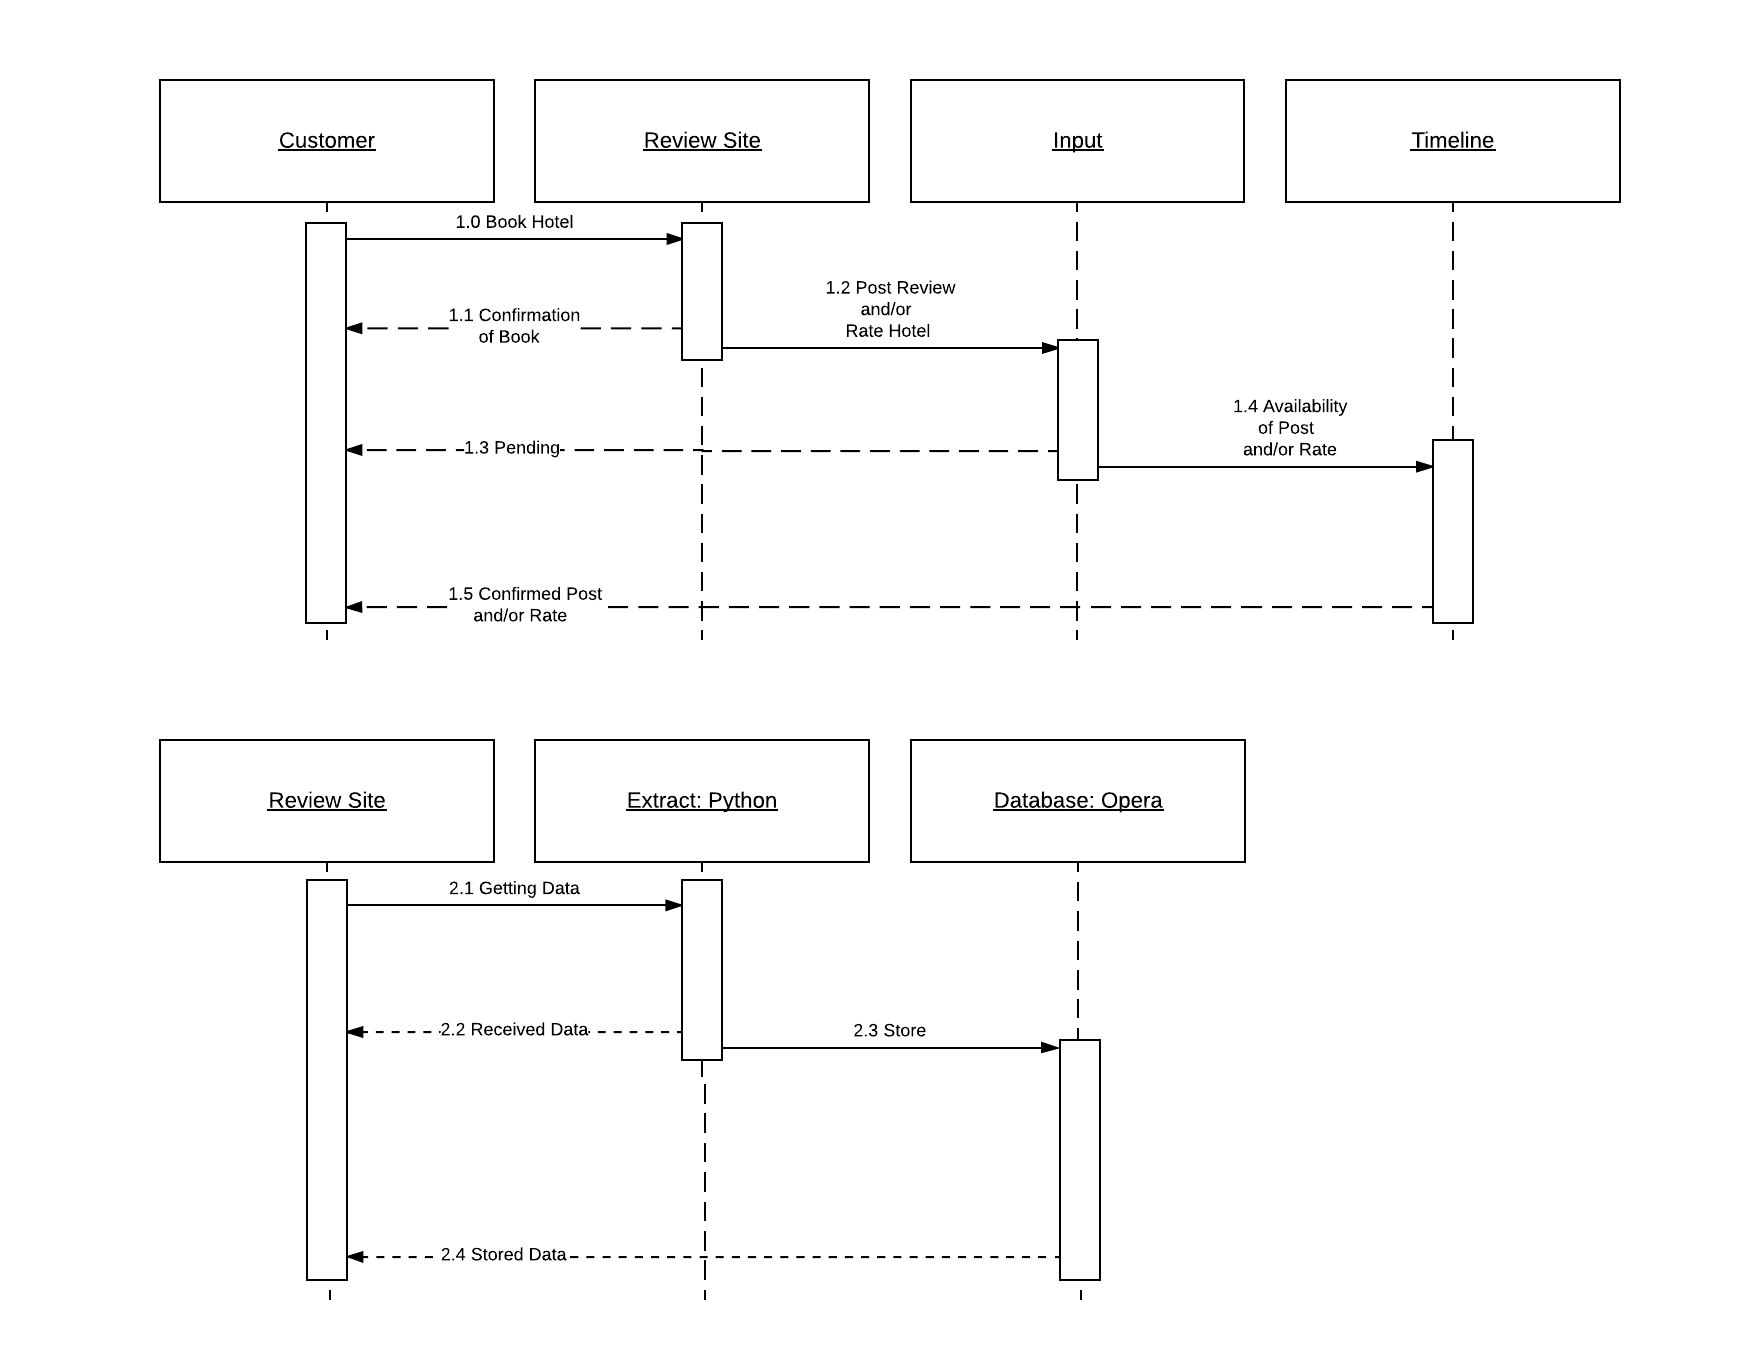 Customer
Review Site
Input
Timeline
1.0 Book Hotel
1.2 Post Review
and/or
Rate Hotel
1.1 Confirmation
of Book
1.4 Availability
of Post
and/or Rate
1.3 Pending
1.5 Confirmed Post
and/or Rate
Review Site
Extract: Python
Database: Opera
2.1 Getting Data
2.2 Received Data
2.3 Store
2.4 Stored Data